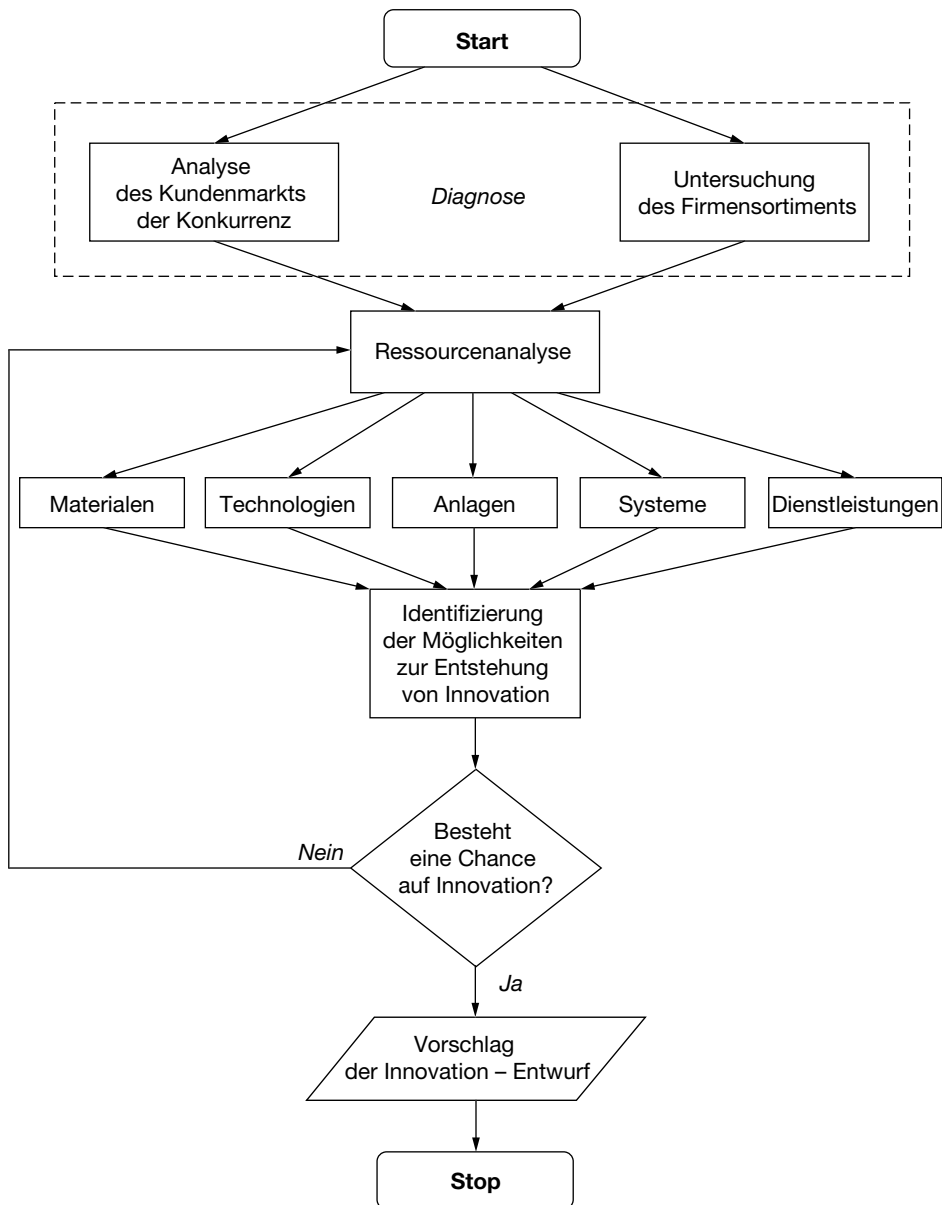 Start
Analyse
des Kundenmarkts
der Konkurrenz
Diagnose
Untersuchung
des Firmensortiments
Ressourcenanalyse
Materialen
Technologien
Anlagen
Systeme
Dienstleistungen
Identifizierung
der Möglichkeiten
zur Entstehung
von Innovation
Besteht
eine Chance
auf Innovation?
Nein
Ja
Vorschlag
der Innovation – Entwurf
Stop